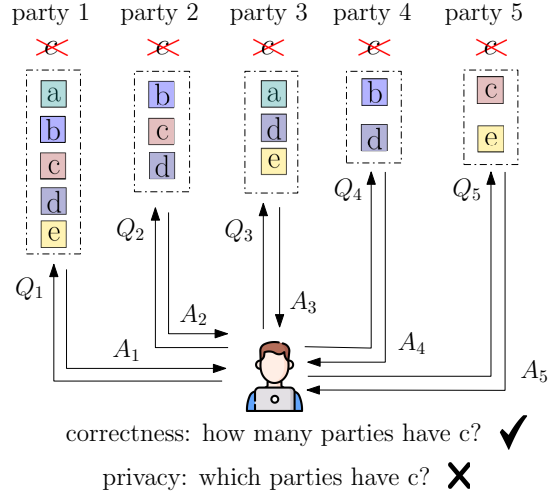 party 1 party 2 party 3 party 4 party 5
c c c c c
a b a b c
b c d d e
c d e
d
e
Q1 Q2 Q3 Q4 Q5
A1 A2 A3 A4 A5
correctness: how many parties have c? ✓
privacy: which parties have c? ✗